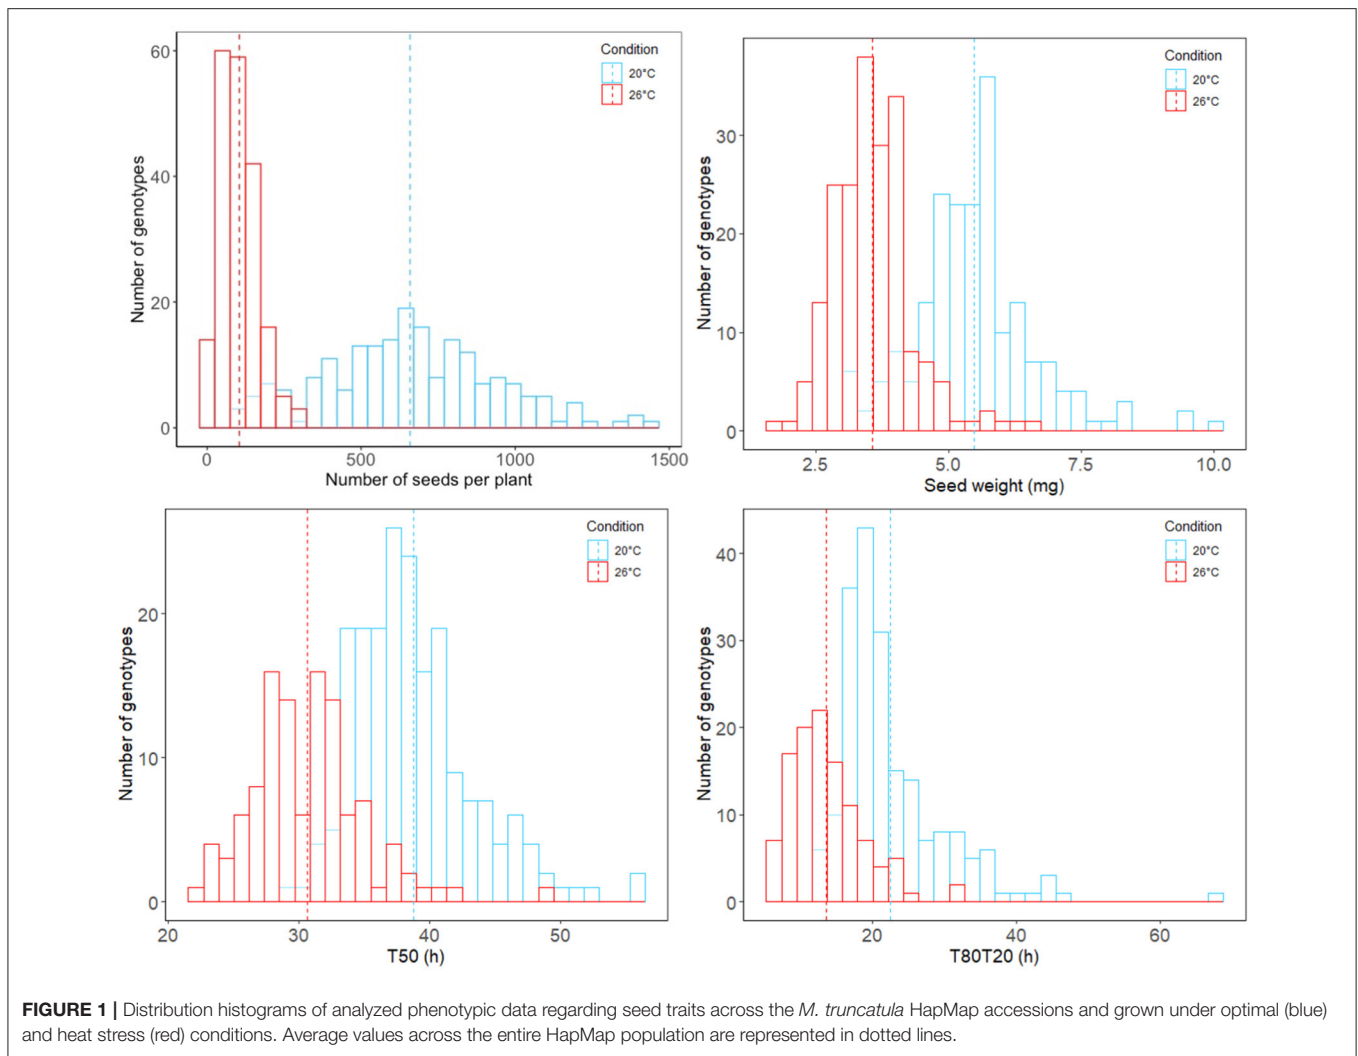 60
40
20
0
Number of genotypes
Condition
20°C
26°C
0
500
1000
1500
Number of seeds per plant
30
20
10
0
Number of genotypes
Condition
20°C
26°C
2.5
5.0
7.5
10.0
Seed weight (mg)
20
10
0
Number of genotypes
Condition
20°C
26°C
20
30
40
50
T50 (h)
40
30
20
10
0
Number of genotypes
Condition
20°C
26°C
20
40
60
T80T20 (h)
FIGURE 1 | Distribution histograms of analyzed phenotypic data regarding seed traits across the M. truncatula HapMap accessions and grown under optimal (blue)
and heat stress (red) conditions. Average values across the entire HapMap population are represented in dotted lines.